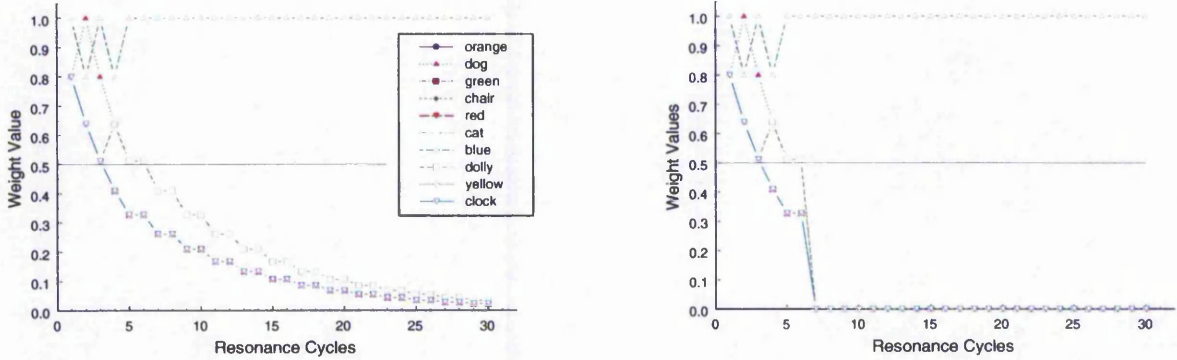 1.0
0.9
0.8
0.7
0.6
0.5
0.4
0.3
0.2
0.1
0.0
Weight Value
0 5 10 15 20 25 30
Resonance Cycles
orange
dog
green
chair
red
cat
blue
dolly
yellow
clock
1.0
0.9
0.8
0.7
0.6
0.5
0.4
0.3
0.2
0.1
0.0
Weight Values
0 5 10 15 20 25 30
Resonance Cycles